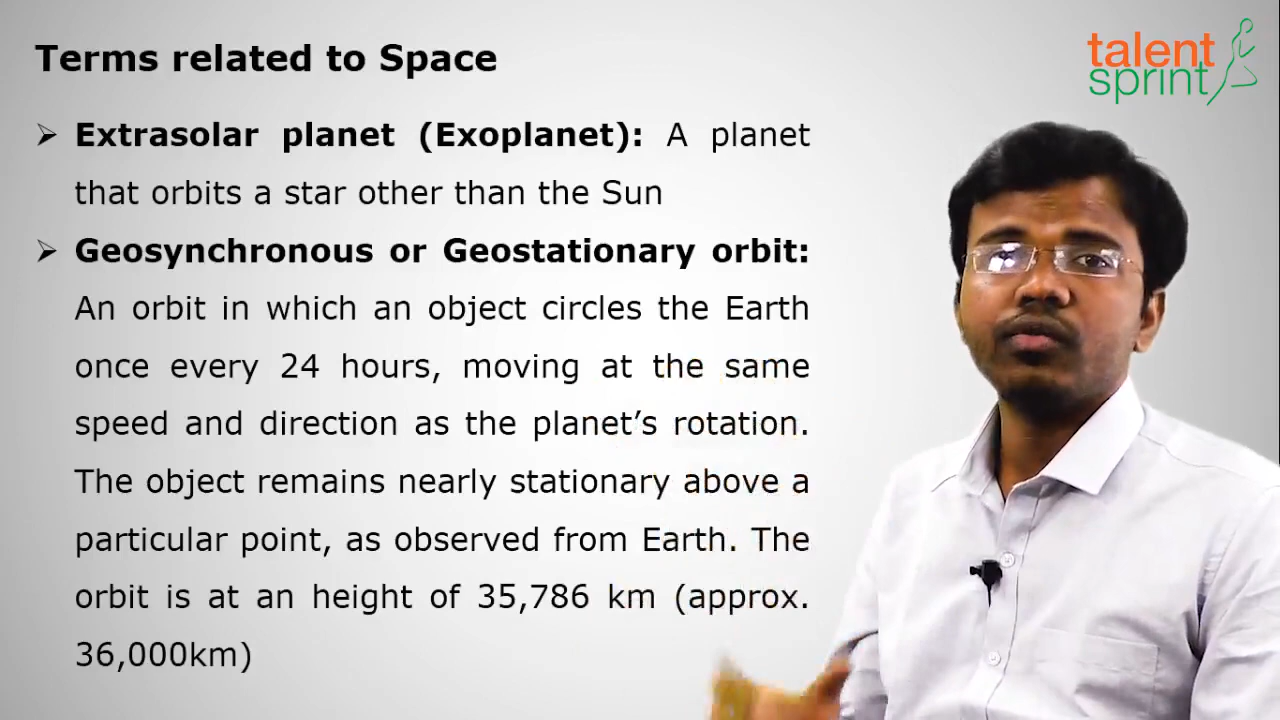 Terms related to Space
talent
sprint
➢ Extrasolar planet (Exoplanet): A planet
that orbits a star other than the Sun
➢ Geosynchronous or Geostationary orbit:
An orbit in which an object circles the Earth
once every 24 hours, moving at the same
speed and direction as the planet’s rotation.
The object remains nearly stationary above a
particular point, as observed from Earth. The
orbit is at an height of 35,786 km (approx.
36,000km)